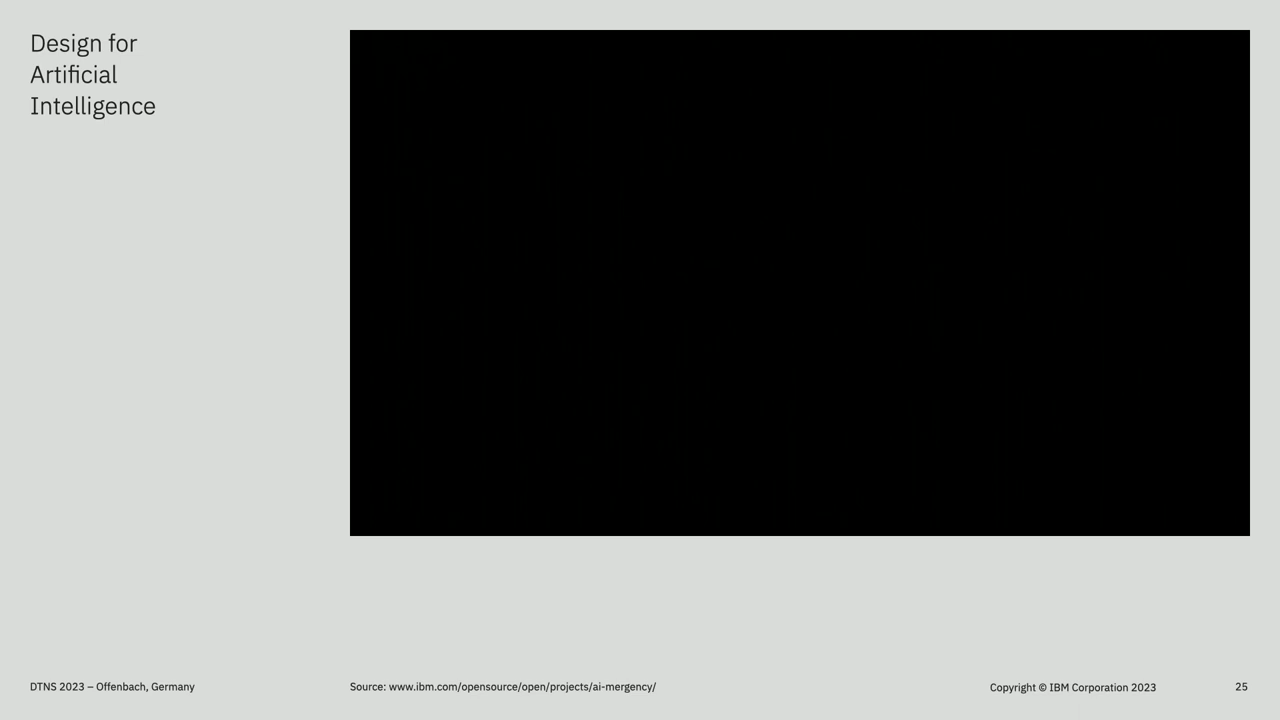 Design for
Artificial
Intelligence
DTNS 2023 – Offenbach, Germany
Source: www.ibm.com/opensource/open/projects/ai-mergency/
Copyright © IBM Corporation 2023
25